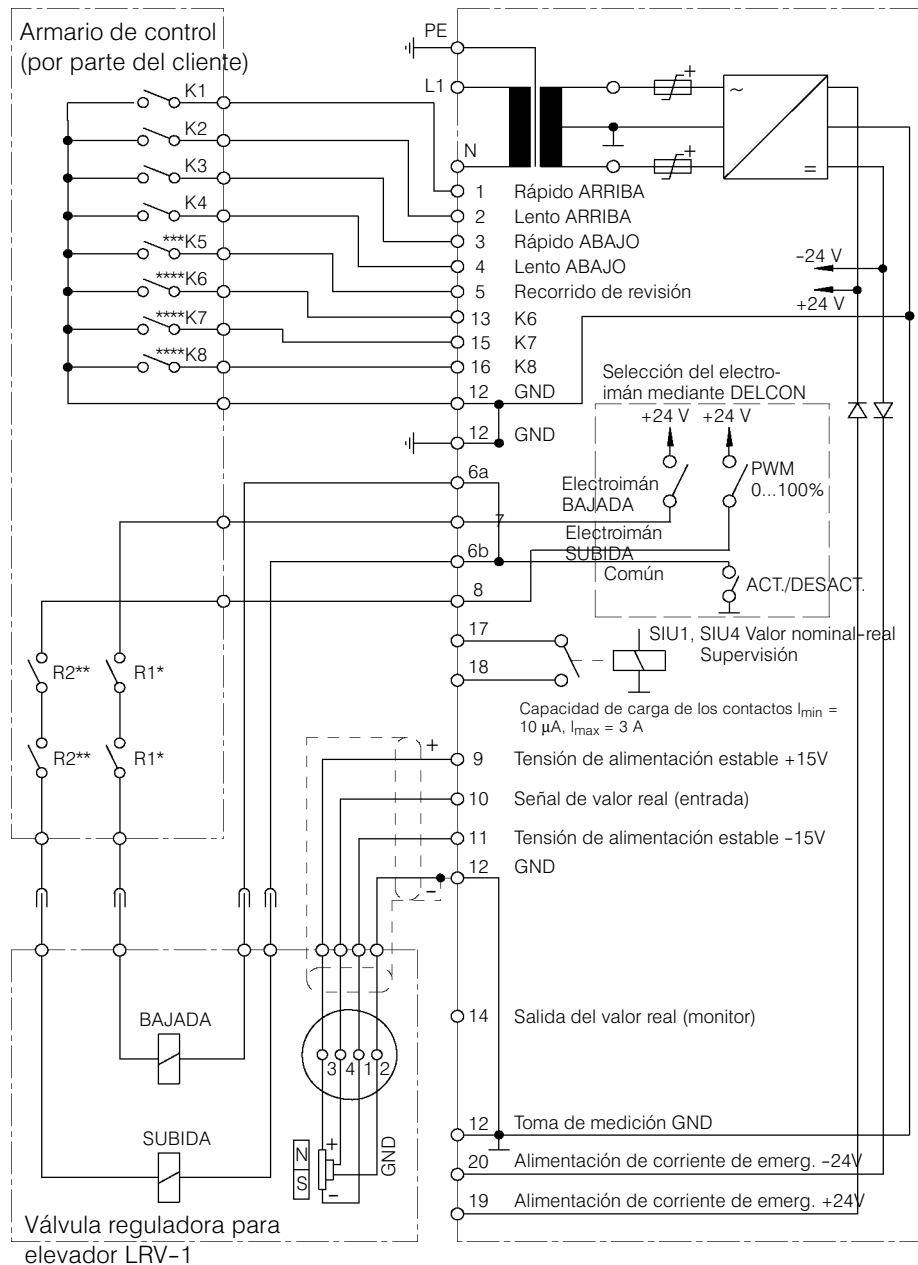 Armario de control
(por parte del cliente)
K1
K2
K3
K4
***K5
****K6
****K7
****K8
PE
L1
N
1 Rápido ARRIBA
2 Lento ARRIBA
3 Rápido ABAJO
4 Lento ABAJO
5 Recorrido de revisión
13 K6
15 K7
16 K8
12 GND
12 GND
+
+
~
=
-24 V
+24 V
Selección del electro-
imán mediante DELCON
+24 V +24 V
PWM
0...100%
Electroimán
BAJADA
Electroimán
SUBIDA
Común
ACT./DESACT.
6a
7
6b
8
17
18
SIU1, SIU4 Valor nominal-real
Supervisión
Capacidad de carga de los contactos Imin =
10 µA, Imax = 3 A
R2** R1*
R2** R1*
+
9 Tensión de alimentación estable +15V
10 Señal de valor real (entrada)
11 Tensión de alimentación estable -15V
12 GND
-
14 Salida del valor real (monitor)
12 Toma de medición GND
20 Alimentación de corriente de emerg. -24V
19 Alimentación de corriente de emerg. +24V
BAJADA
SUBIDA
3 4 1 2
N
S
+
-
GND
Válvula reguladora para
elevador LRV-1